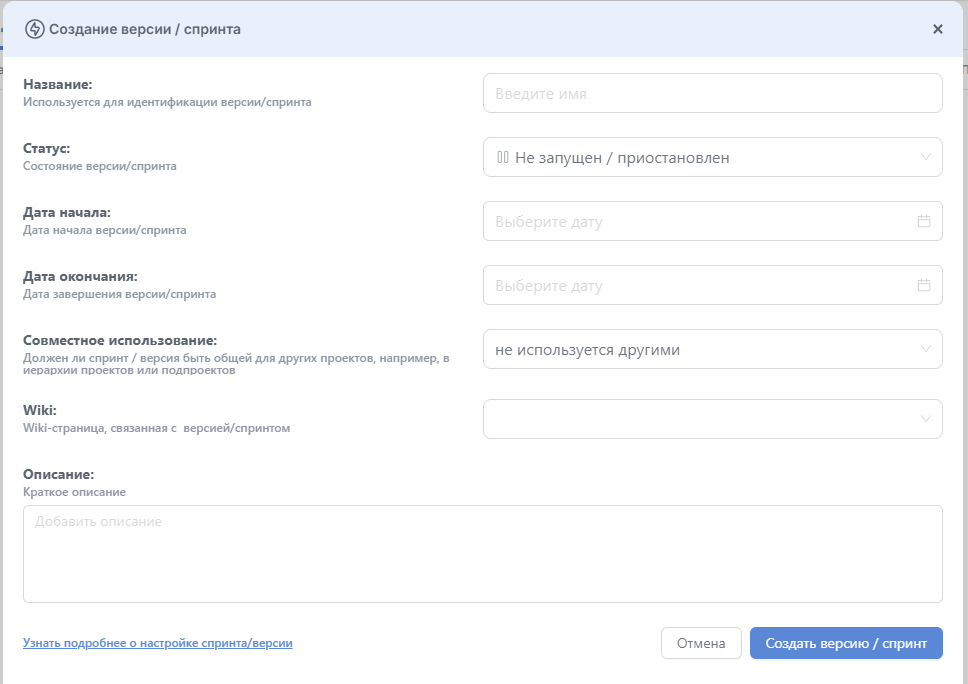 Создание версии / спринта
Название:
Используется для идентификации версии/спринта
Введите имя
Статус:
Состояние версии/спринта
Не запущен / приостановлен
Дата начала:
Дата начала версии/спринта
Выберите дату
Дата окончания:
Дата завершения версии/спринта
Выберите дату
Совместное использование:
Должен ли спринт / версия быть общей для других проектов, например, в
иерархии проектов или подпроектов
не используется другими
Wiki:
Wiki-страница, связанная с версией/спринтом
Описание:
Краткое описание
Добавить описание
Узнать подробнее о настройке спринта/версии
Отмена
Создать версию / спринт